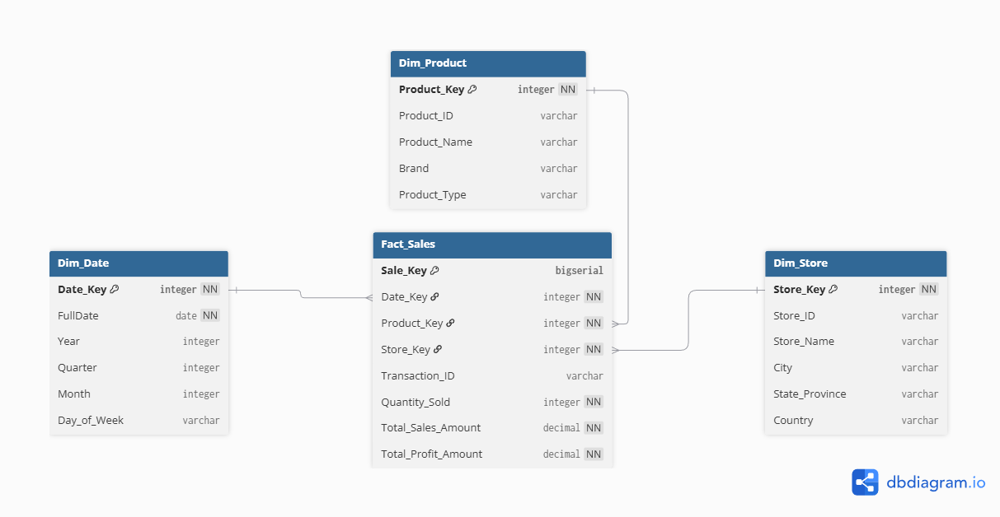 Dim_Product
Product_Key integer NN
Product_ID varchar
Product_Name varchar
Brand varchar
Product_Type varchar
Fact_Sales
Sale_Key bigserial
Date_Key integer NN
Product_Key integer NN
Store_Key integer NN
Transaction_ID varchar
Quantity_Sold integer NN
Total_Sales_Amount decimal NN
Total_Profit_Amount decimal NN
Dim_Date
Date_Key integer NN
FullDate date NN
Year integer
Quarter integer
Month integer
Day_of_Week varchar
Dim_Store
Store_Key integer NN
Store_ID varchar
Store_Name varchar
City varchar
State_Province varchar
Country varchar
dbdiagram.io